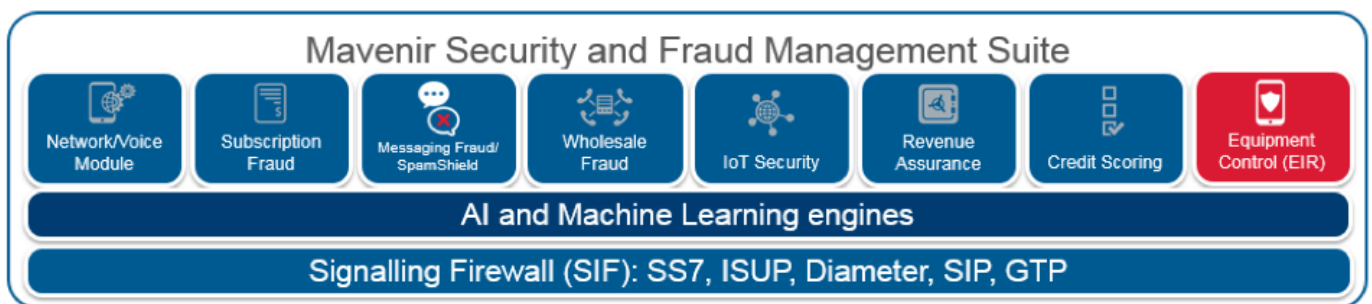 Mavenir Security and Fraud Management Suite
Network/Voice
Module
Subscription
Fraud
Messaging Fraud/
SpamShield
Wholesale
Fraud
IoT Security
Revenue
Assurance
Credit Scoring
Equipment
Control (EIR)
AI and Machine Learning engines
Signalling Firewall (SIF): SS7, ISUP, Diameter, SIP, GTP